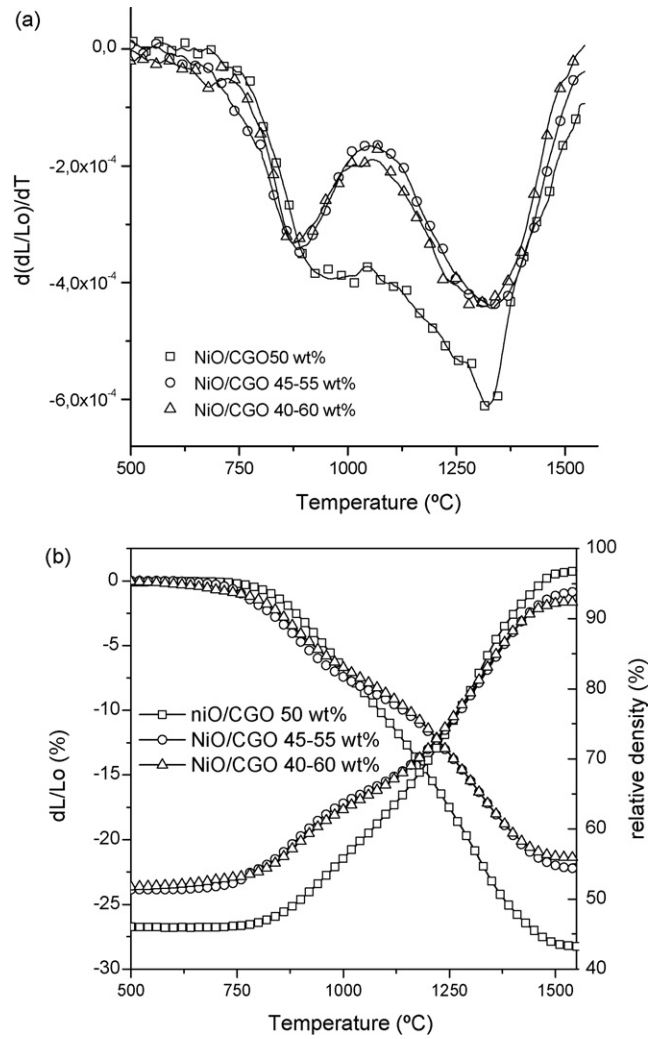 (a)
0,0
-2,0x10⁻⁴
-4,0x10⁻⁴
-6,0x10⁻⁴
d(dL/Lo)/dT
NiO/CGO50 wt%
NiO/CGO 45-55 wt%
NiO/CGO 40-60 wt%
500 750 1000 1250 1500
Temperature (ºC)
(b)
0
-5
-10
-15
-20
-25
-30
dL/Lo (%)
niO/CGO 50 wt%
NiO/CGO 45-55 wt%
NiO/CGO 40-60 wt%
100
90
80
70
60
50
40
relative density (%)
500 750 1000 1250 1500
Temperature (ºC)